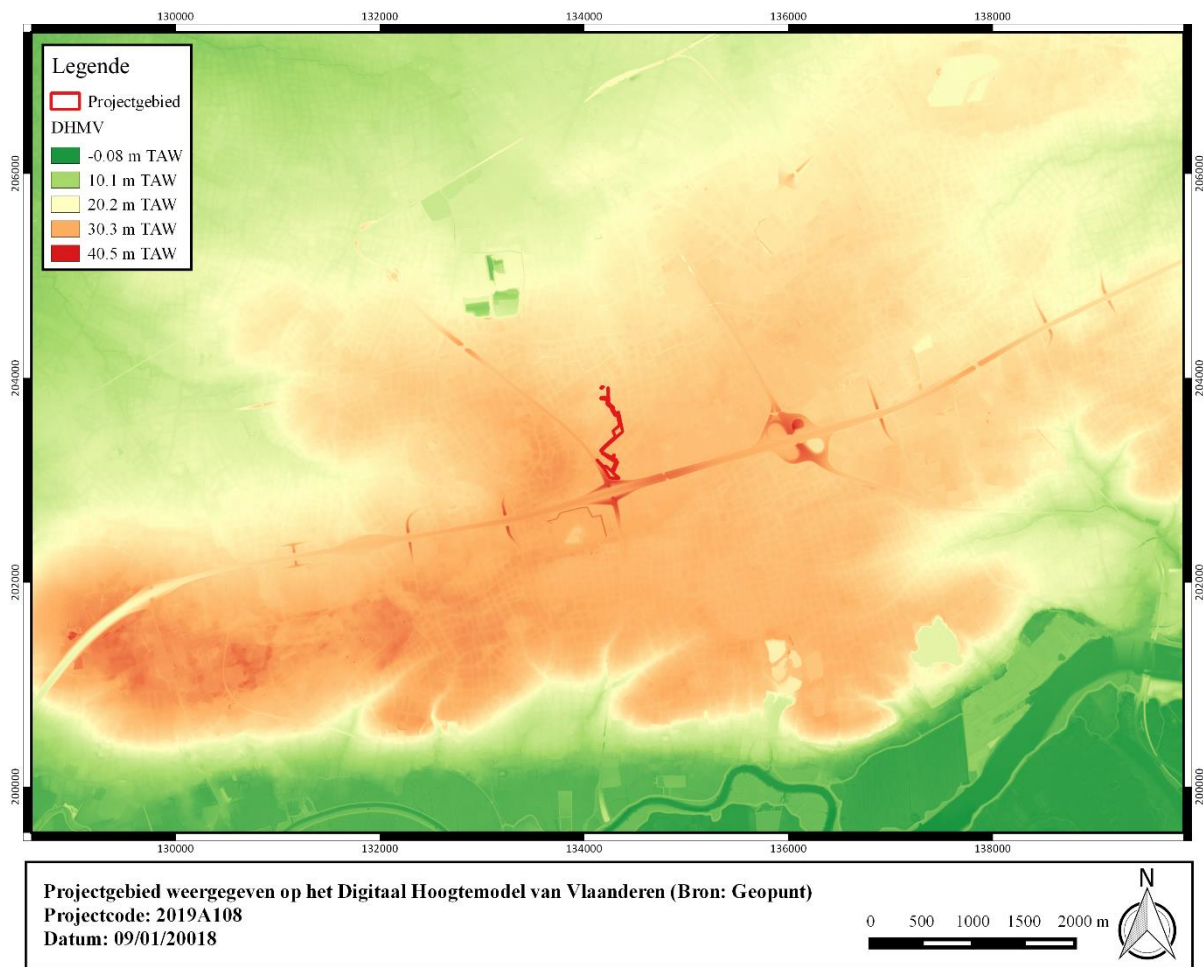 130000 132000 134000 136000 138000
Legende
Projectgebied
DHMV
-0.08 m TAW
10.1 m TAW
20.2 m TAW
30.3 m TAW
40.5 m TAW
206000 206000
204000 204000
202000 202000
200000 200000
130000 132000 134000 136000 138000
Projectgebied weergegeven op het Digitaal Hoogtemodel van Vlaanderen (Bron: Geopunt)
Projectcode: 2019A108
Datum: 09/01/20018
0 500 1000 1500 2000 m
N